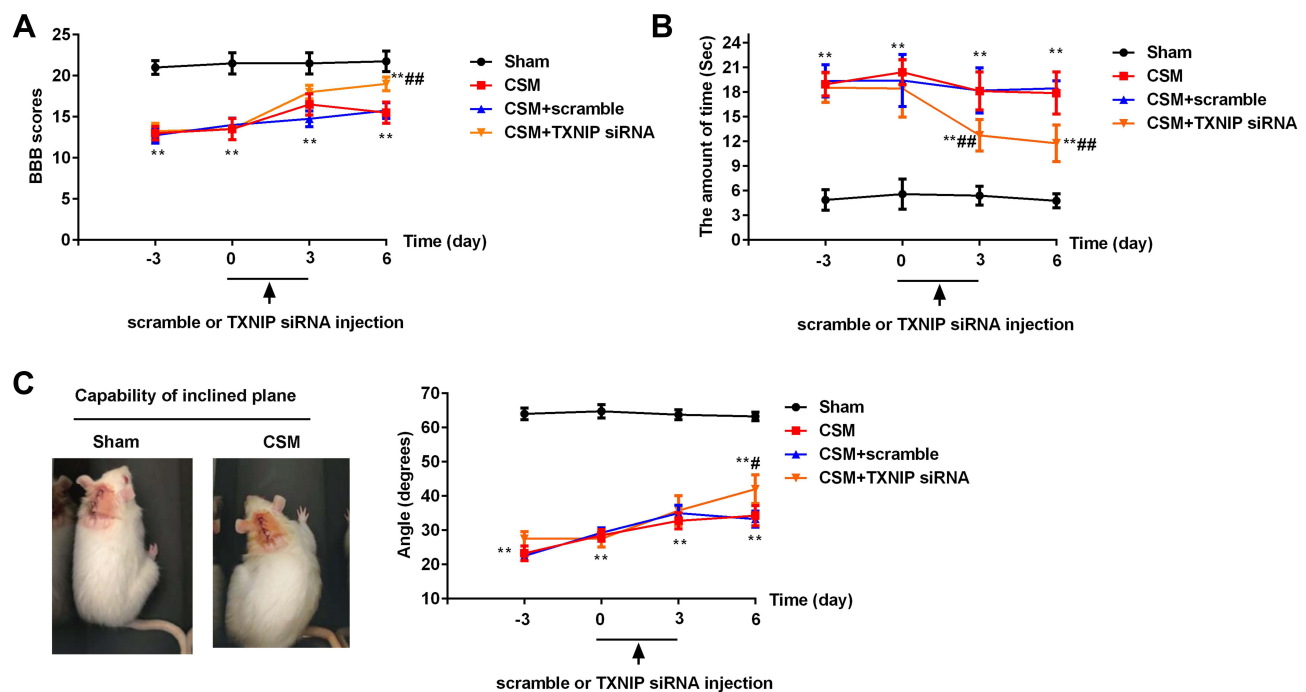 A
BBB scores
25
20
15
10
5
0
-3
0
3
6
Time (day)
**##
**
**
**
**
Sham
CSM
CSM+scramble
CSM+TXNIP siRNA
scramble or TXNIP siRNA injection
B
The amount of time (Sec)
24
21
18
15
12
9
6
3
0
-3
0
3
6
Time (day)
**
**
**
**
**##
**##
Sham
CSM
CSM+scramble
CSM+TXNIP siRNA
scramble or TXNIP siRNA injection
C
Capability of inclined plane
Sham
CSM
Angle (degrees)
70
60
50
40
30
20
10
-3
0
3
6
Time (day)
**
**
**
**
**#
Sham
CSM
CSM+scramble
CSM+TXNIP siRNA
scramble or TXNIP siRNA injection